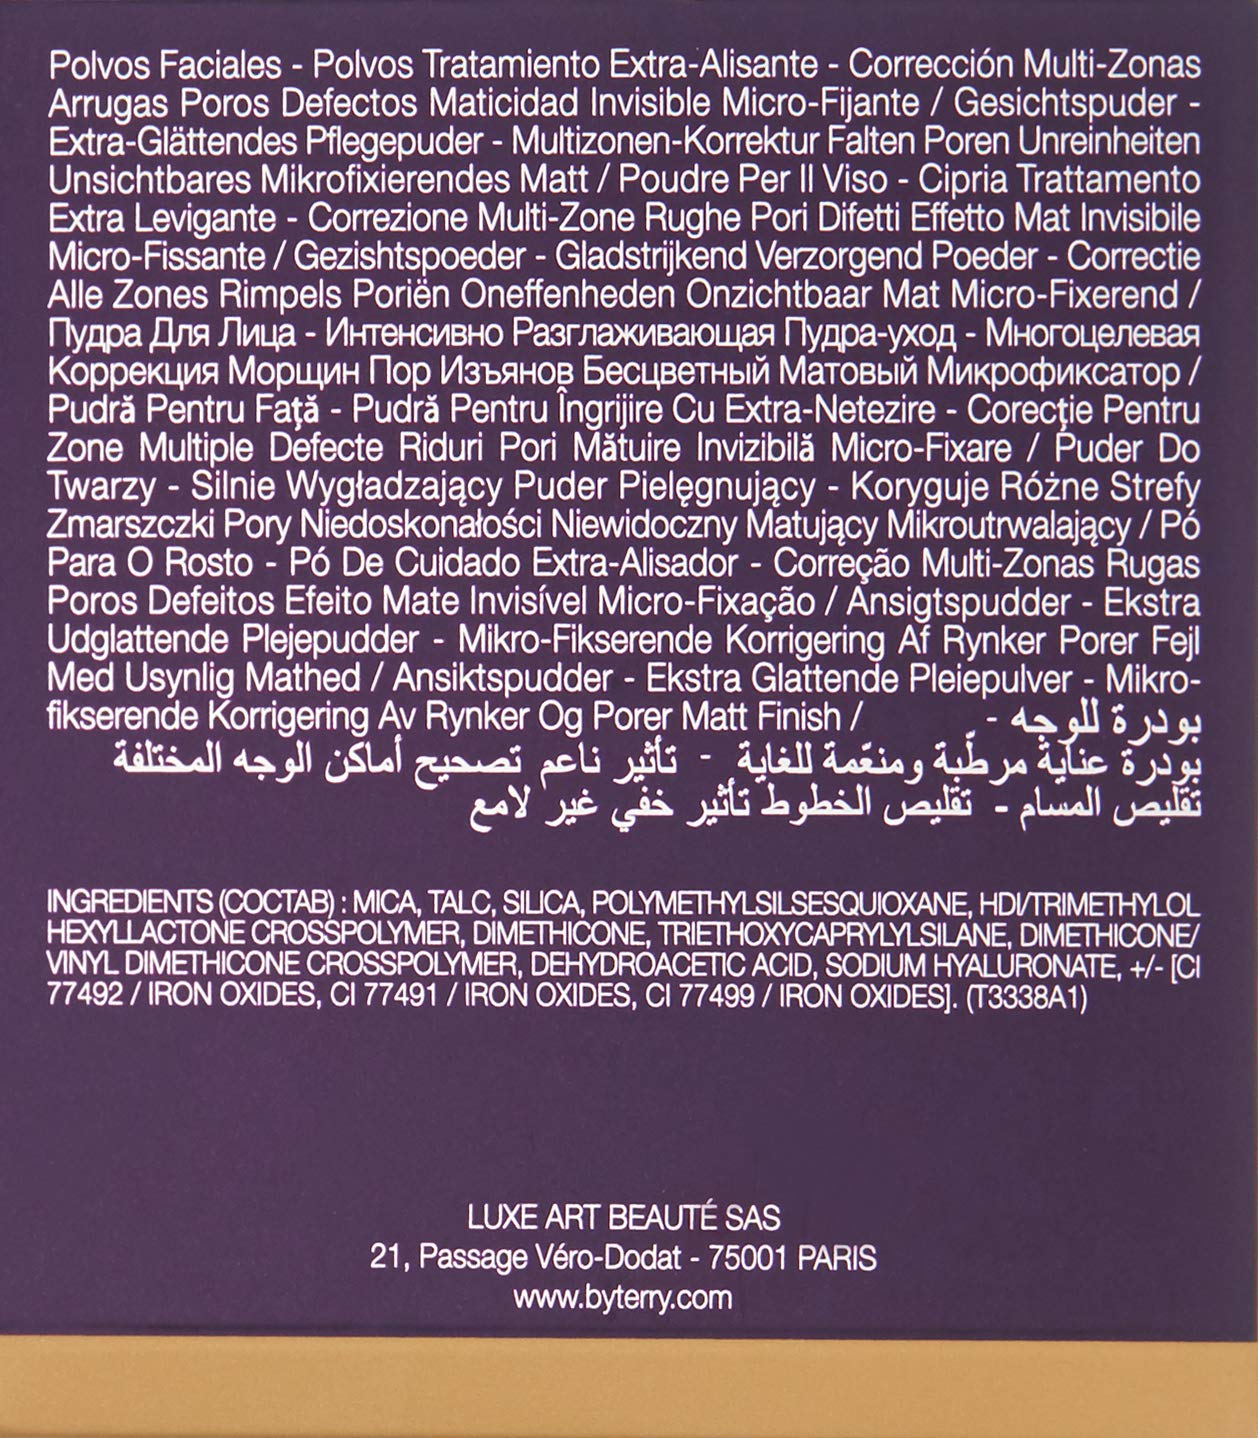 Polvos Faciales - Polvos Tratamiento Extra-Alisante - Corrección Multi-Zonas
Arrugas Poros Defectos Maticidad Invisible Micro-Fijante / Gesichtspuder -
Extra-Glättendes Pflegepuder - Multizonen-Korrektur Falten Poren Unreinheiten
Unsichtbares Mikrofixierendes Matt / Poudre Per Il Viso - Cipria Trattamento
Extra Levigante - Correzione Multi-Zone Rughe Pori Difetti Effetto Mat Invisibile
Micro-Fissante / Gezishtspoeder - Gladstrijkend Verzorgend Poeder - Correctie
Alle Zones Rimpels Poriën Oneffenheden Onzichtbaar Mat Micro-Fixerend /
Пудра Для Лица - Интенсивно Разглаживающая Пудра-уход - Многоцелевая
Коррекция Морщин Пор Изъянов Бесцветный Матовый Микрофиксатор /
Pudră Pentru Faţă - Pudră Pentru Îngrijire Cu Extra-Netezire - Corecţie Pentru
Zone Multiple Defecte Riduri Pori Mătuire Invizibilă Micro-Fixare / Puder Do
Twarzy - Silnie Wygładzający Puder Pielęgnujący - Koryguje Różne Strefy
Zmarszczki Pory Niedoskonałości Niewidoczny Matujący Mikroutrwalający / Pó
Para O Rosto - Pó De Cuidado Extra-Alisador - Correção Multi-Zonas Rugas
Poros Defeitos Efeito Mate Invisível Micro-Fixação / Ansigtspudder - Ekstra
Udglattende Plejepudder - Mikro-Fikserende Korrigering Af Rynker Porer Fejl
Med Usynlig Mathed / Ansiktspudder - Ekstra Glattende Pleiepulver - Mikro-
fikserende Korrigering Av Rynker Og Porer Matt Finish / بودرة للوجه -
بودرة عناية مرطّبة ومنعّمة للغاية - تأثير ناعم تصحيح أماكن الوجه المختلفة
تقليص المسام - تقليص الخطوط تأثير خفي غير لامع
INGREDIENTS (СОСТАВ) : MICA, TALC, SILICA, POLYMETHYLSILSESQUIOXANE, HDI/TRIMETHYLOL
HEXYLLACTONE CROSSPOLYMER, DIMETHICONE, TRIETHOXYCAPRYLYLSILANE, DIMETHICONE/
VINYL DIMETHICONE CROSSPOLYMER, DEHYDROACETIC ACID, SODIUM HYALURONATE, +/- [CI
77492 / IRON OXIDES, CI 77491 / IRON OXIDES, CI 77499 / IRON OXIDES]. (T3338A1)
LUXE ART BEAUTÉ SAS
21, Passage Véro-Dodat - 75001 PARIS
www.byterry.com